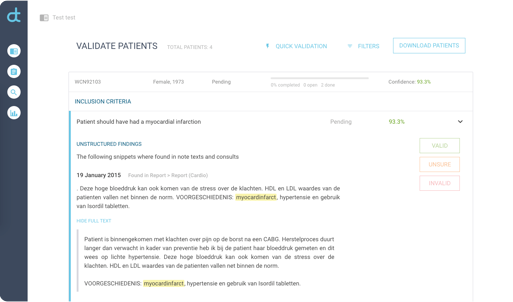 dt
Test test
VALIDATE PATIENTS
TOTAL PATIENTS: 4
QUICK VALIDATION
FILTERS
DOWNLOAD PATIENTS
WCN92103
Female, 1973
Pending
0% completed 0 open 2 done
Confidence: 93.3%
INCLUSION CRITERIA
Patient should have had a myocardial infarction
Pending
93.3%
UNSTRUCTURED FINDINGS
The following snippets where found in note texts and consults
VALID
UNSURE
INVALID
19 January 2015 Found in Report > Report (Cardio)
. Deze hoge bloeddruk kan ook komen van de stress over de klachten. HDL en LDL waardes van de
patienten vallen net binnen de norm. VOORGESCHIEDENIS: myocardinfarct, hypertensie en gebruik
van Isordil tabletten.
HIDE FULL TEXT
Patient is binnengekomen met klachten over pijn op de borst na een CABG. Herstelproces duurt
langer dan verwacht in kader van preventie heb ik bij de patient haar bloeddruk gemeten en dit
wees op lichte hypertensie. Deze hoge bloeddruk kan ook komen van de stress over de
klachten. HDL en LDL waardes van de patienten vallen net binnen de norm.
VOORGESCHIEDENIS: myocardinfarct, hypertensie en gebruik van Isordil tabletten.